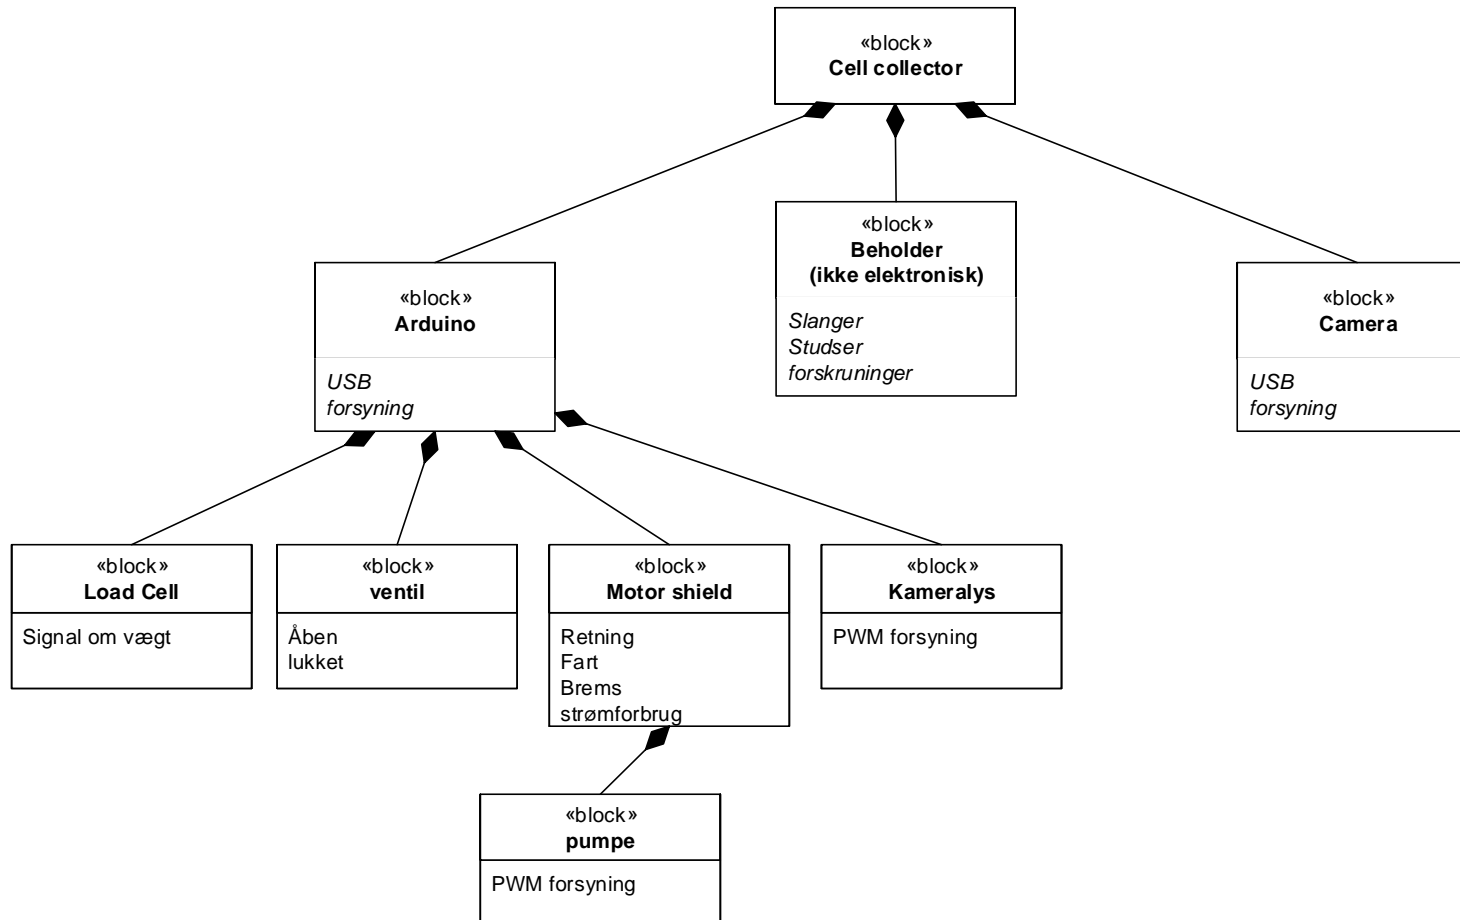 «block»
Cell collector
«block»
Arduino
USB
forsyning
«block»
Beholder
(ikke elektronisk)
Slanger
Studser
forskruninger
«block»
Camera
USB
forsyning
«block»
Load Cell
Signal om vægt
«block»
ventil
Åben
lukket
«block»
Motor shield
Retning
Fart
Brems
strømforbrug
«block»
Kameralys
PWM forsyning
«block»
pumpe
PWM forsyning